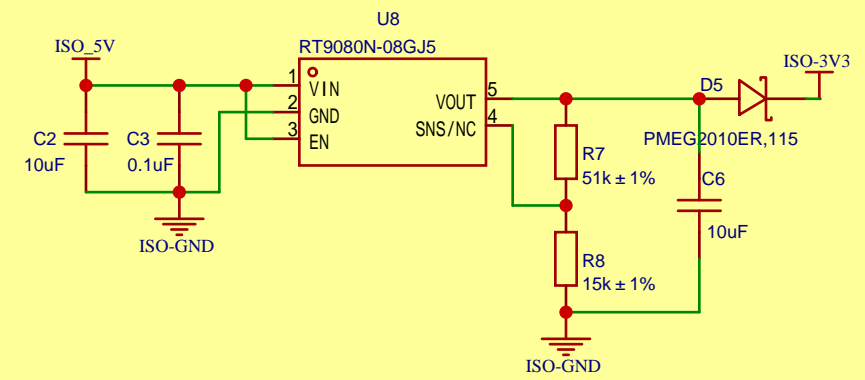 U8
RT9080N-08GJ5
ISO_5V
ISO-3V3
1
VIN
2
GND
3
EN
VOUT
5
SNS/NC
4
D5
PMEG2010ER,115
C2
10uF
C3
0.1uF
R7
51k ± 1%
C6
10uF
R8
15k ± 1%
ISO-GND
ISO-GND